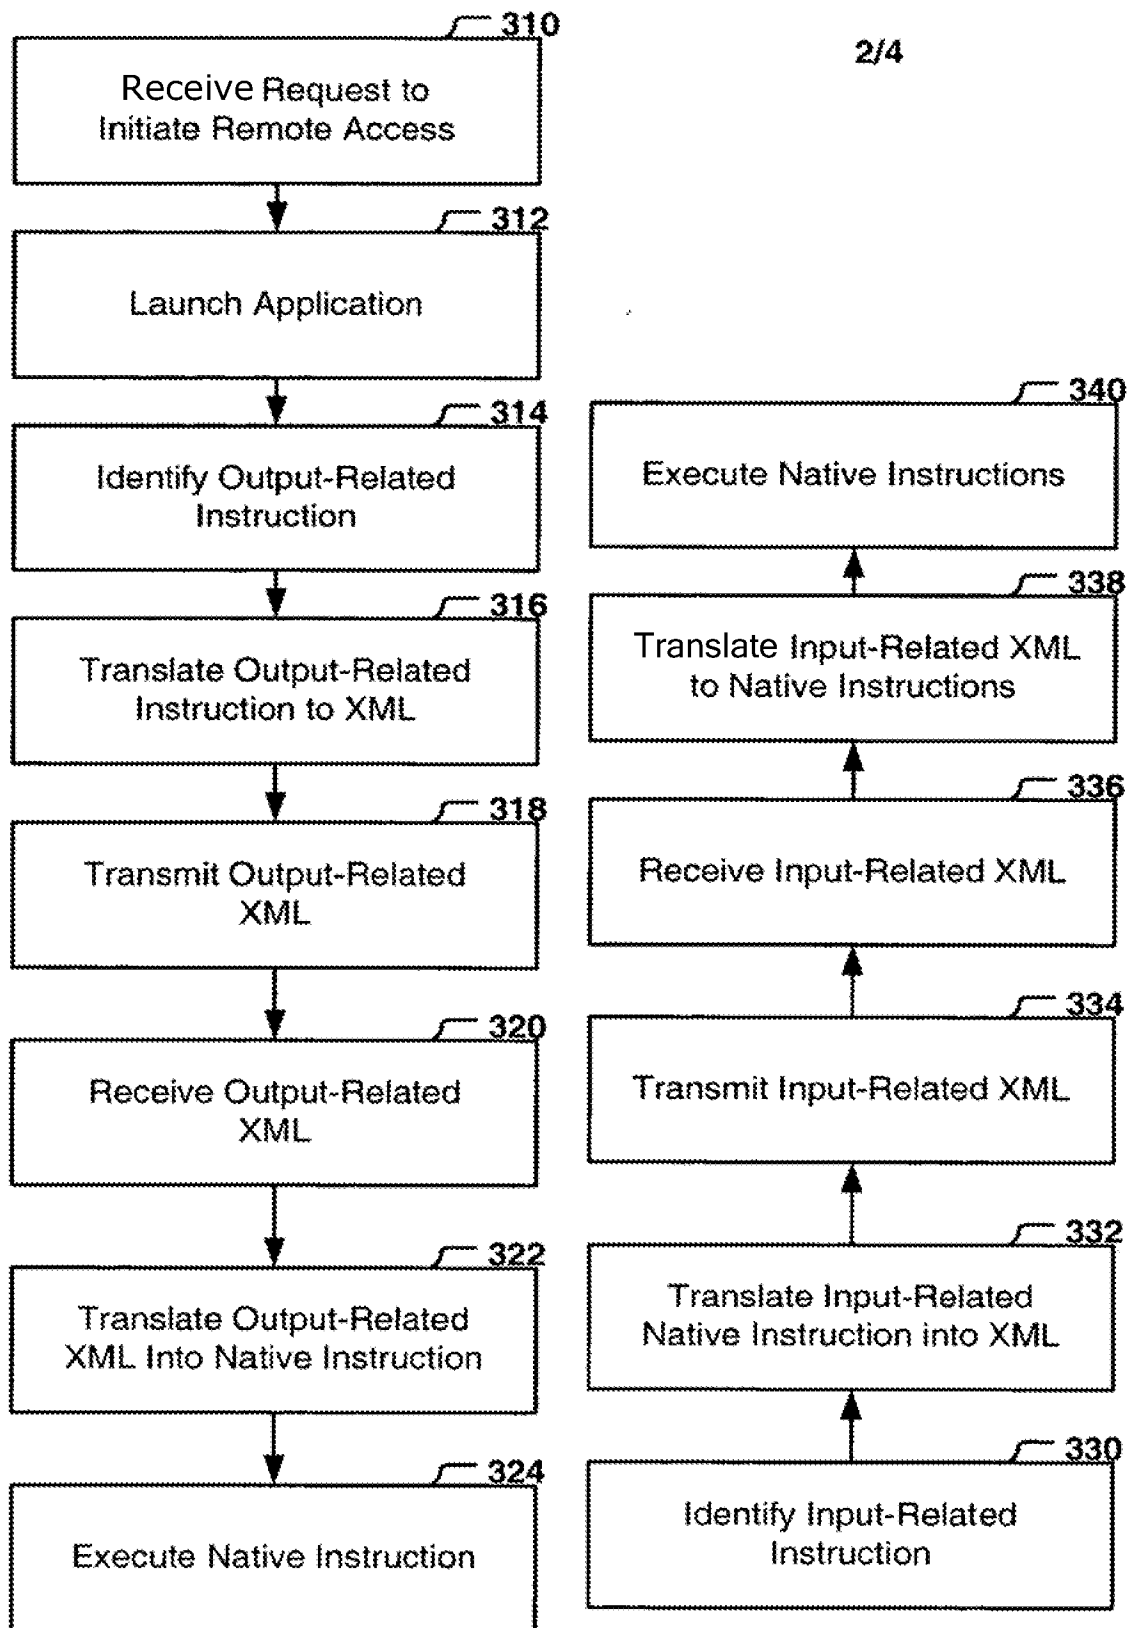 310
Receive Request to
Initiate Remote Access
312
Launch Application
314
Identify Output-Related
Instruction
316
Translate Output-Related
Instruction to XML
318
Transmit Output-Related
XML
320
Receive Output-Related
XML
322
Translate Output-Related
XML Into Native Instruction
324
Execute Native Instruction
2/4
340
Execute Native Instructions
338
Translate Input-Related XML
to Native Instructions
336
Receive Input-Related XML
334
Transmit Input-Related XML
332
Translate Input-Related
Native Instruction into XML
330
Identify Input-Related
Instruction